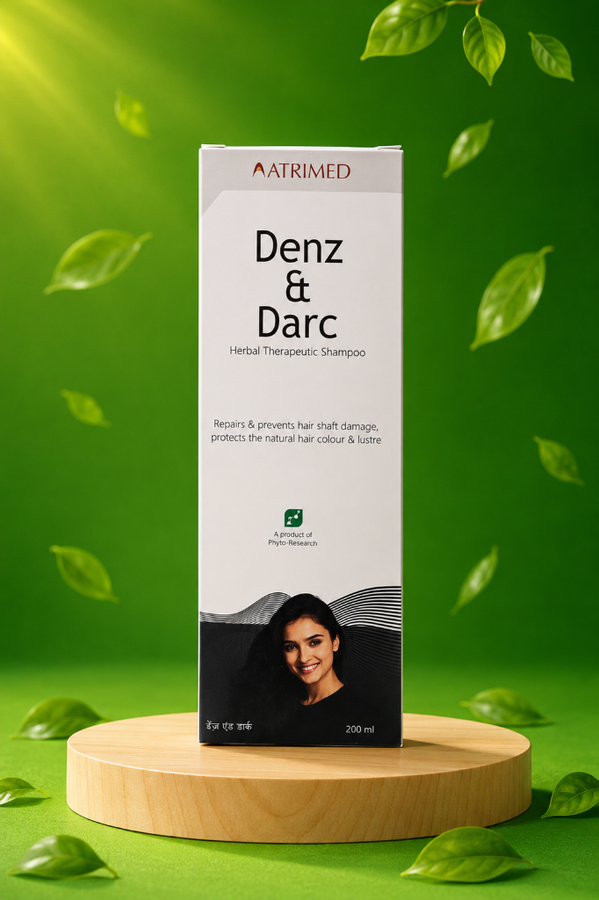 ATRIMED
Denz
&
Darc
Herbal Therapeutic Shampoo
Repairs & prevents hair shaft damage,
protects the natural hair colour & lustre
A product of
Phyto-Research
डेंज़ एंड डार्क
200 ml